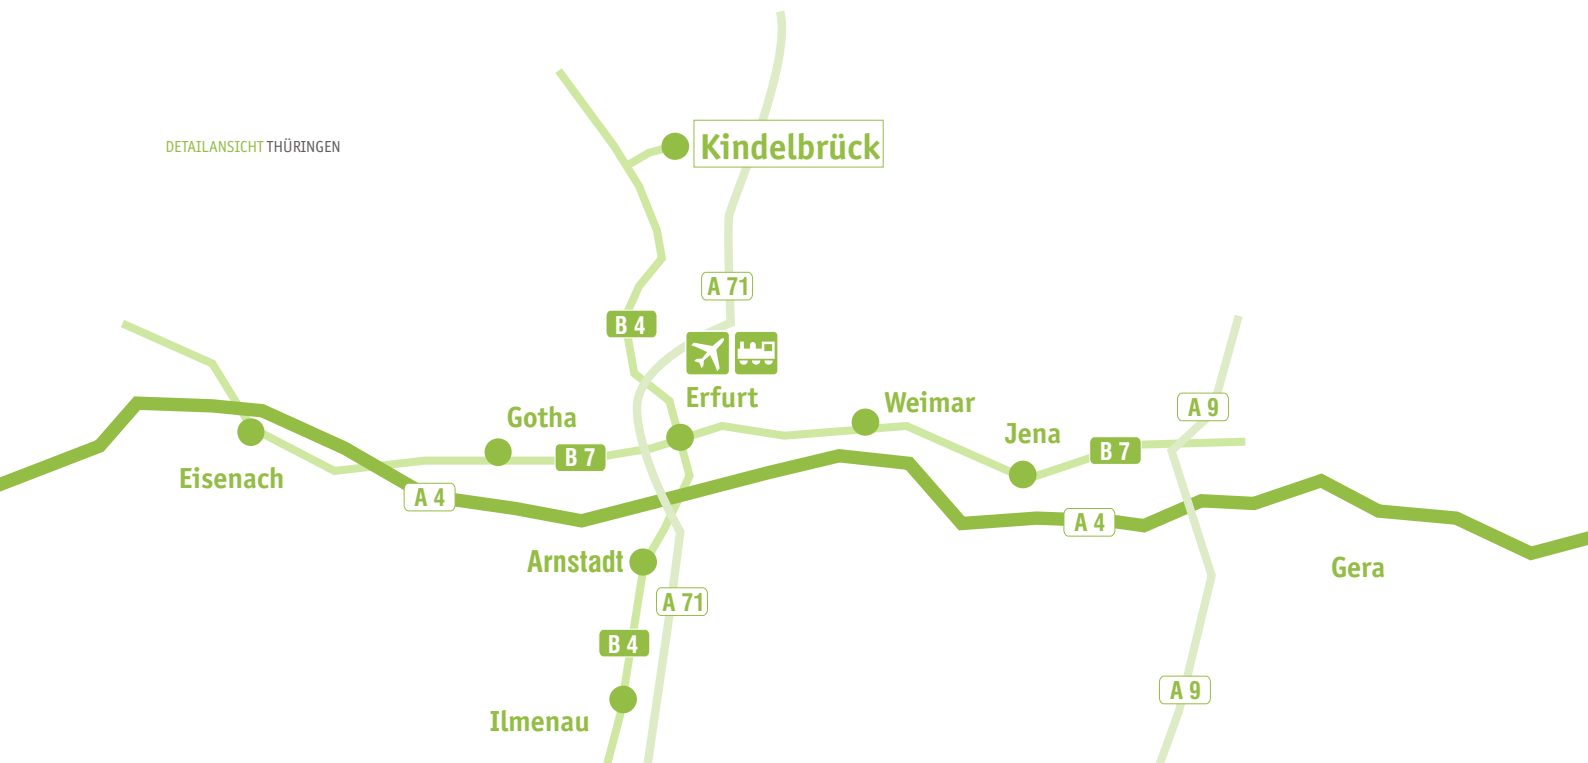 DETAILANSICHT THÜRINGEN
Kindelbrück
A 71
B 4
Erfurt
Weimar
A 9
Gotha
Jena
B 7
B 7
Eisenach
A 4
A 4
Arnstadt
Gera
A 71
B 4
A 9
Ilmenau